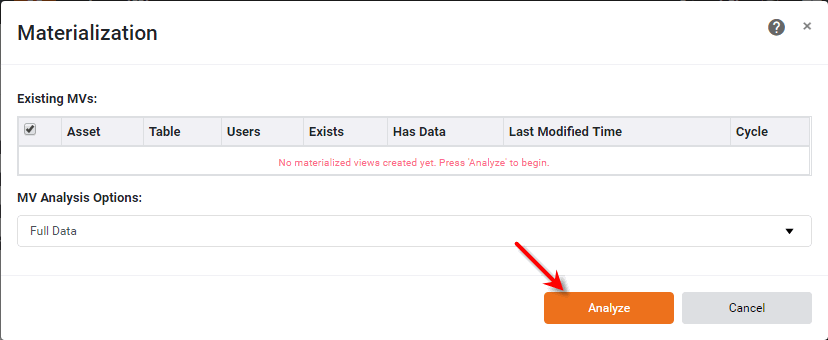 Materialization
Existing MVs:
Asset Table Users Exists Has Data Last Modified Time Cycle
No materialized views created yet. Press 'Analyze' to begin.
MV Analysis Options:
Full Data
Analyze Cancel